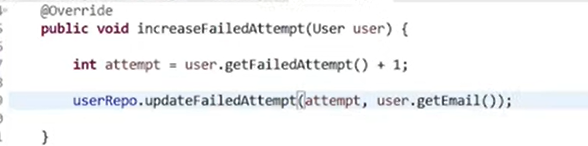 @Override
public void increaseFailedAttempt(User user) {
int attempt = user.getFailedAttempt() + 1;
userRepo.updateFailedAttempt(attempt, user.getEmail());
}